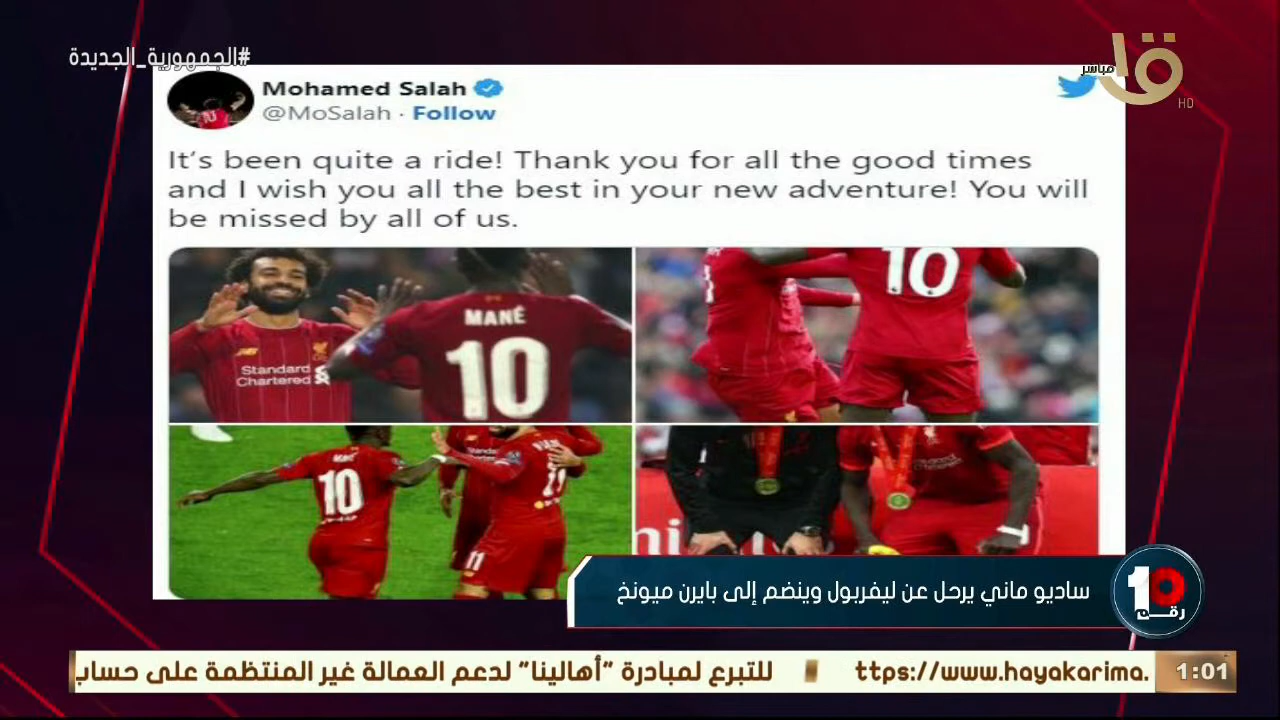 #الجمهورية_الجديدة
مباشر
HD
Mohamed Salah
@MoSalah · Follow
It's been quite a ride! Thank you for all the good times
and I wish you all the best in your new adventure! You will
be missed by all of us.
MANÉ
10
Standard
Chartered
10
MANÉ
10
11
11
ساديو ماني يرحل عن ليفربول وينضم إلى بايرن ميونخ
10
رقم
للتبرع لمبادرة "أهالينا" لدعم العمالة غير المنتظمة على حساب
ttps://www.hayakarima.
1:01